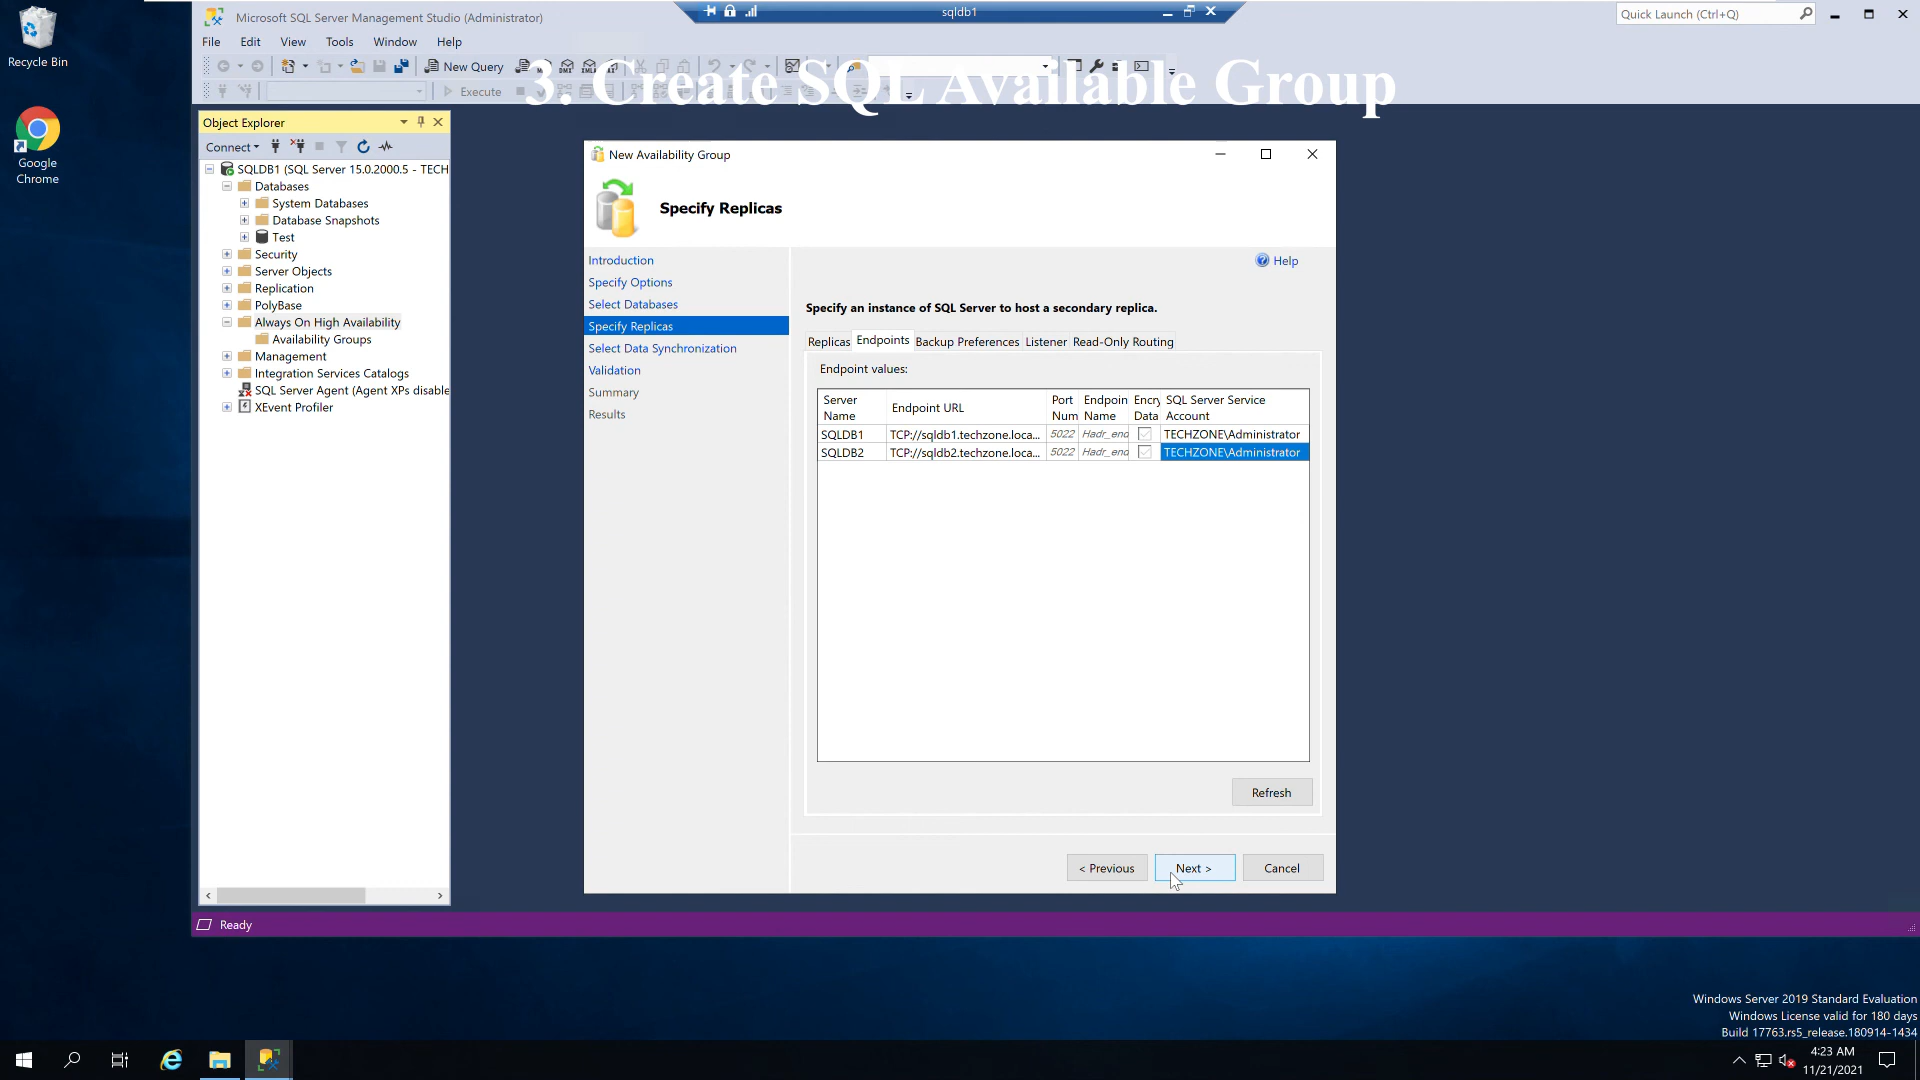 Recycle Bin
Google
Chrome
Microsoft SQL Server Management Studio (Administrator)
sqldb1
Quick Launch (Ctrl+Q)
File Edit View Tools Window Help
New Query
Execute
3. Create SQL Available Group
Object Explorer
Connect
SQLDB1 (SQL Server 15.0.2000.5 - TECH
Databases
System Databases
Database Snapshots
Test
Security
Server Objects
Replication
PolyBase
Always On High Availability
Availability Groups
Management
Integration Services Catalogs
SQL Server Agent (Agent XPs disable
XEvent Profiler
New Availability Group
Specify Replicas
Introduction
Specify Options
Select Databases
Specify Replicas
Select Data Synchronization
Validation
Summary
Results
Help
Specify an instance of SQL Server to host a secondary replica.
Replicas Endpoints Backup Preferences Listener Read-Only Routing
Endpoint values:
Server Name Endpoint URL Port Num Endpoin Name Encry Data SQL Server Service Account
SQLDB1 TCP://sqldb1.techzone.loca... 5022 Hadr_end TECHZONE\Administrator
SQLDB2 TCP://sqldb2.techzone.loca... 5022 Hadr_end TECHZONE\Administrator
Refresh
< Previous Next > Cancel
Ready
Windows Server 2019 Standard Evaluation
Windows License valid for 180 days
Build 17763.rs5_release.180914-1434
4:23 AM
11/21/2021